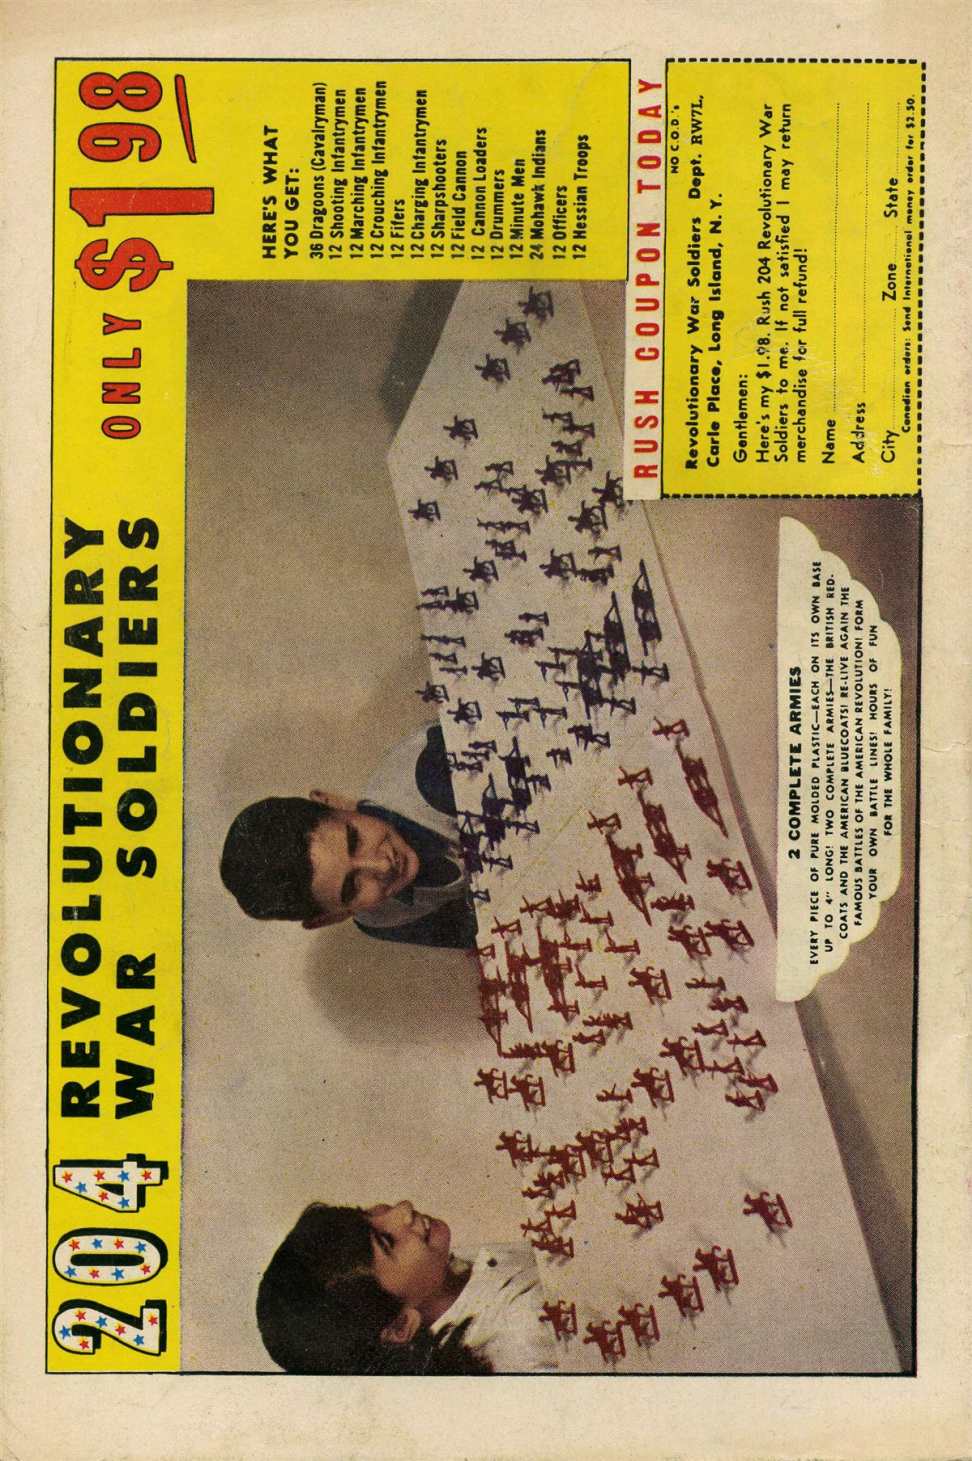 204 REVOLUTIONARY
WAR SOLDIERS
ONLY $198
HERE'S WHAT
YOU GET:
36 Dragoons (Cavalryman)
12 Shooting Infantrymen
12 Marching Infantrymen
12 Crouching Infantrymen
12 Fifers
12 Charging Infantrymen
12 Sharpshooters
12 Field Cannon
12 Cannon Loaders
12 Drummers
12 Minute Men
24 Mohawk Indians
12 Officers
12 Hessian Troops
RUSH COUPON TODAY
NO C.O.D.'s
Revolutionary War Soldiers Dept. RW7L,
Carle Place, Long Island, N. Y.
Gentlemen:
Here's my $1.98. Rush 204 Revolutionary War
Soldiers to me. If not satisfied I may return
merchandise for full refund!
Name
Address
City Zone State
Canadian orders: Send International money order for $2.50.
2 COMPLETE ARMIES
EVERY PIECE OF PURE MOLDED PLASTIC—EACH ON ITS OWN BASE
UP TO 4" LONG! TWO COMPLETE ARMIES—THE BRITISH RED-
COATS AND THE AMERICAN BLUECOATS! RE-LIVE AGAIN THE
FAMOUS BATTLES OF THE AMERICAN REVOLUTION! FORM
YOUR OWN BATTLE LINES! HOURS OF FUN
FOR THE WHOLE FAMILY!